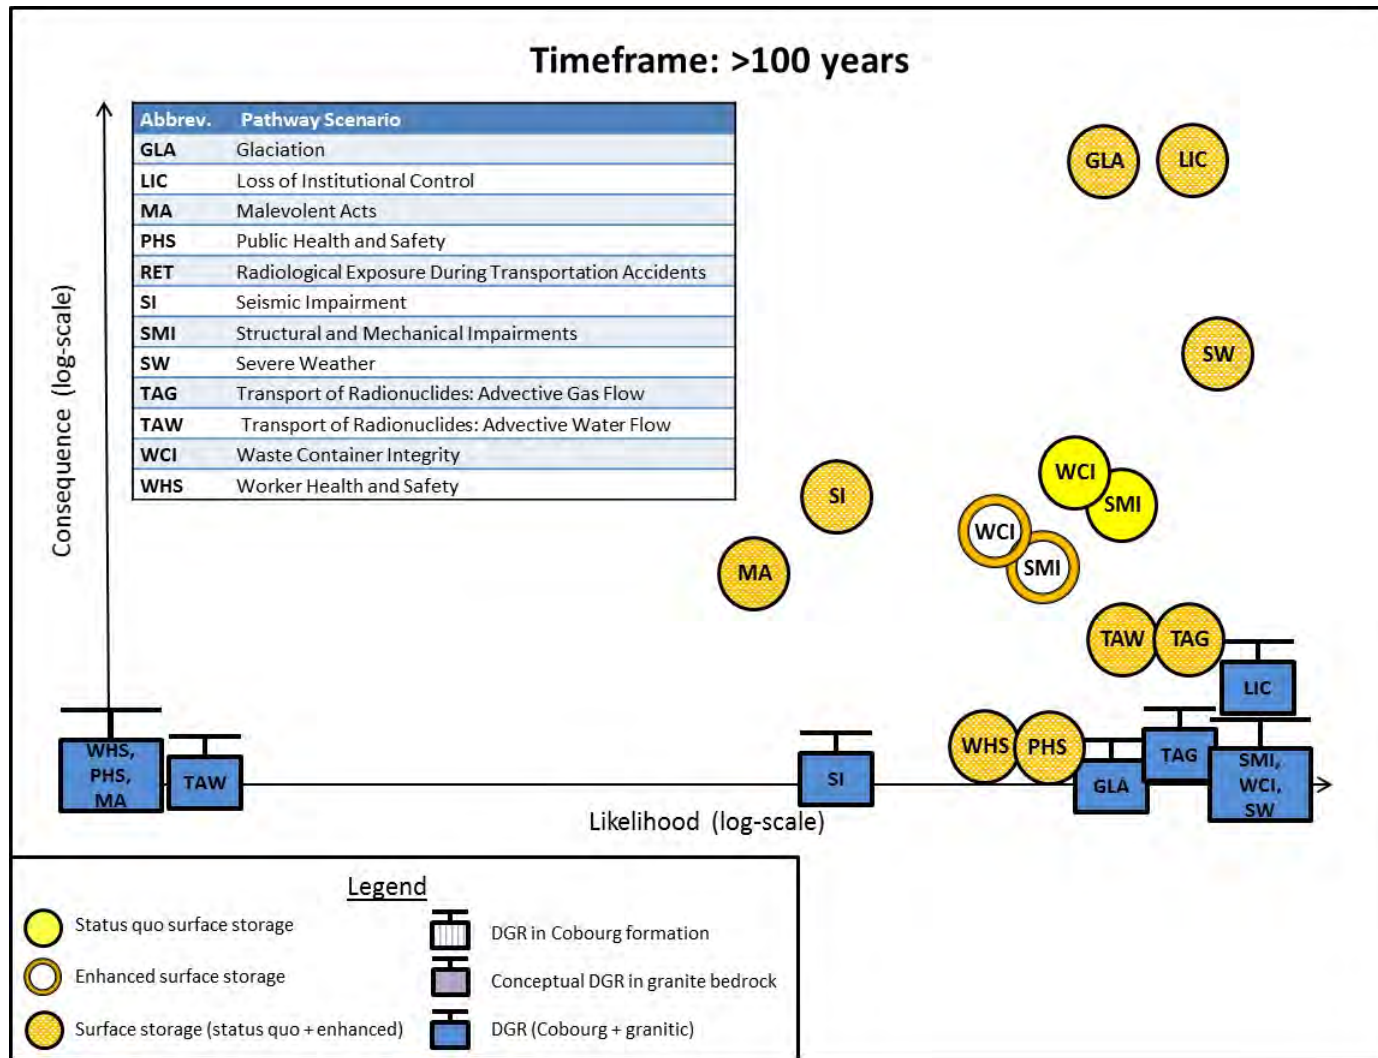 Timeframe: >100 years
Abbrev. Pathway Scenario
GLA Glaciation
LIC Loss of Institutional Control
MA Malevolent Acts
PHS Public Health and Safety
RET Radiological Exposure During Transportation Accidents
SI Seismic Impairment
SMI Structural and Mechanical Impairments
SW Severe Weather
TAG Transport of Radionuclides: Advective Gas Flow
TAW Transport of Radionuclides: Advective Water Flow
WCI Waste Container Integrity
WHS Worker Health and Safety
Consequence (log-scale)
GLA
LIC
SW
WCI
SMI
SI
WCI
SMI
MA
TAW
TAG
LIC
WHS
PHS
WHS,
PHS,
MA
TAW
SI
GLA
TAG
SMI,
WCI,
SW
Likelihood (log-scale)
Legend
Status quo surface storage
Enhanced surface storage
Surface storage (status quo + enhanced)
DGR in Cobourg formation
Conceptual DGR in granite bedrock
DGR (Cobourg + granitic)